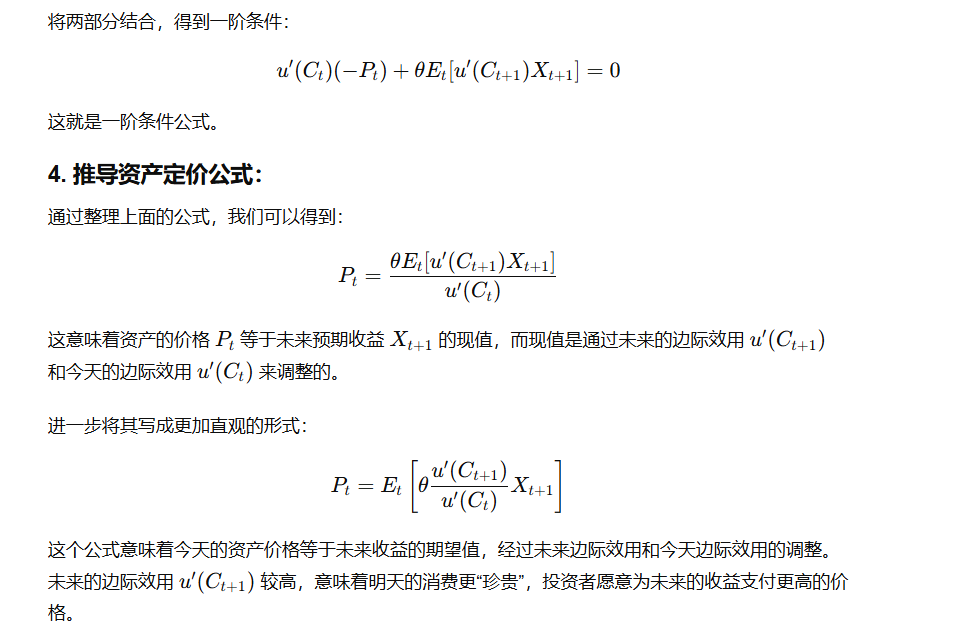 将两部分结合，得到一阶条件：
u′(C_t)(−P_t) + θE_t[u′(C_{t+1})X_{t+1}] = 0
这就是一阶条件公式。
4. 推导资产定价公式：
通过整理上面的公式，我们可以得到：
P_t = \frac{θE_t[u′(C_{t+1})X_{t+1}]}{u′(C_t)}
这意味着资产的价格 P_t 等于未来预期收益 X_{t+1} 的现值，而现值是通过未来的边际效用 u′(C_{t+1})
和今天的边际效用 u′(C_t) 来调整的。
进一步将其写成更加直观的形式：
P_t = E_t [θ \frac{u′(C_{t+1})}{u′(C_t)} X_{t+1}]
这个公式意味着今天的资产价格等于未来收益的期望值，经过未来边际效用和今天边际效用的调整。
未来的边际效用 u′(C_{t+1}) 较高，意味着明天的消费更“珍贵”，投资者愿意为未来的收益支付更高的价
格。